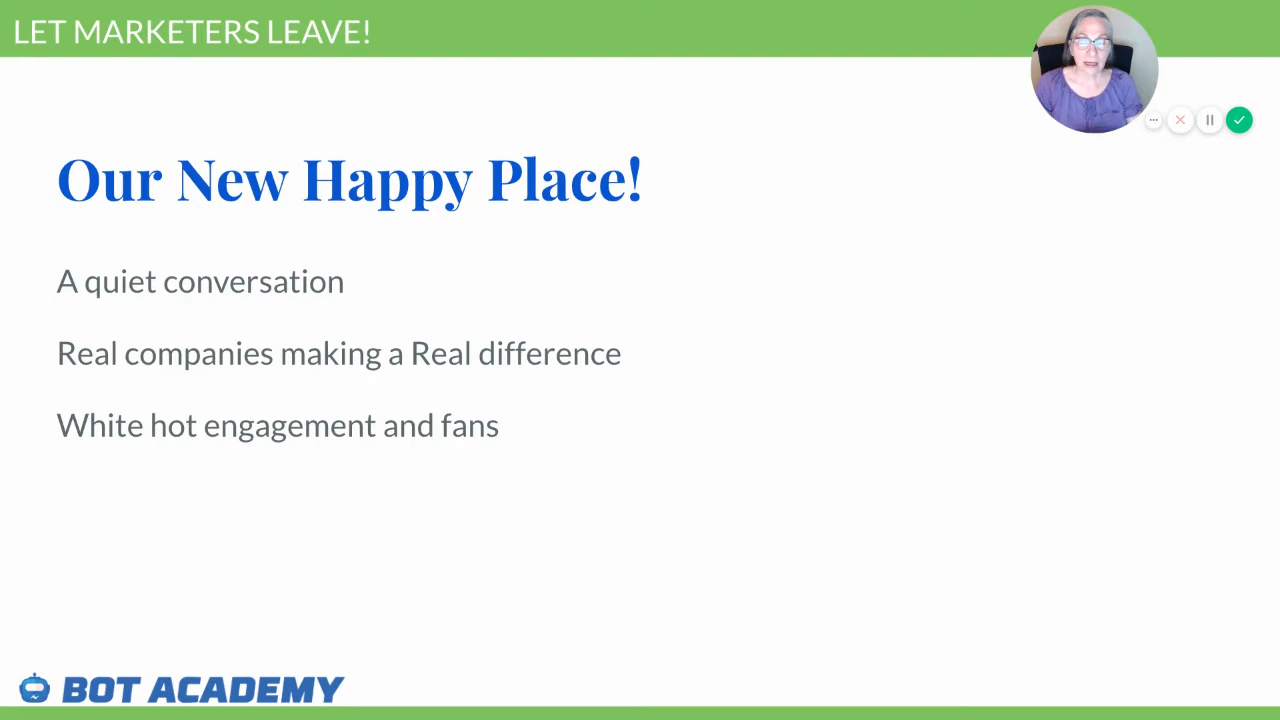 LET MARKETERS LEAVE!
Our New Happy Place!
A quiet conversation
Real companies making a Real difference
White hot engagement and fans
BOT ACADEMY